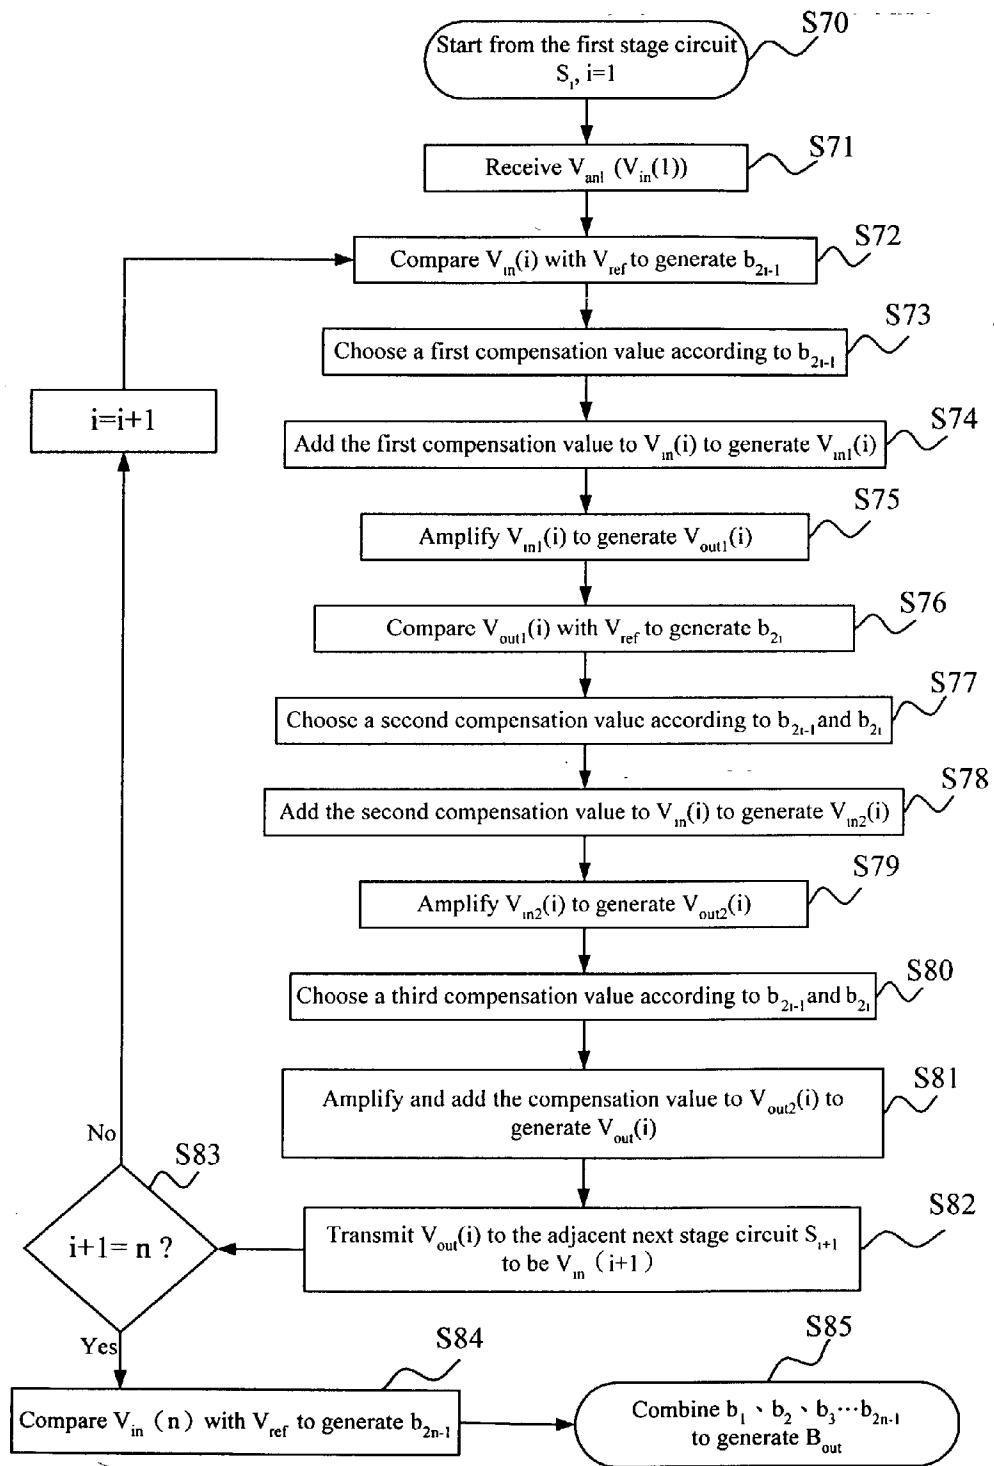 S70
Start from the first stage circuit
S₁, i=1
S71
Receive Vanl (Vin(1))
S72
Compare Vin(i) with Vref to generate b2i-1
S73
Choose a first compensation value according to b2i-1
i=i+1
S74
Add the first compensation value to Vin(i) to generate Vin1(i)
S75
Amplify Vin1(i) to generate Vout1(i)
S76
Compare Vout1(i) with Vref to generate b2i
S77
Choose a second compensation value according to b2i-1 and b2i
S78
Add the second compensation value to Vin(i) to generate Vin2(i)
S79
Amplify Vin2(i) to generate Vout2(i)
S80
Choose a third compensation value according to b2i-1 and b2i
S81
Amplify and add the compensation value to Vout2(i) to
generate Vout(i)
No
S83
i+1= n ?
S82
Transmit Vout(i) to the adjacent next stage circuit Si+1
to be Vin (i+1)
Yes
S84
Compare Vin (n) with Vref to generate b2n-1
S85
Combine b1、b2、b3…b2n-1
to generate Bout